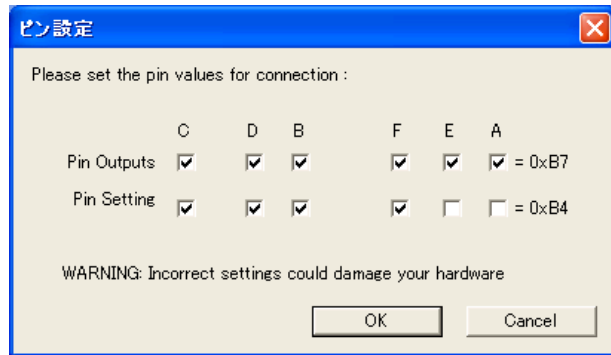 ピン設定
Please set the pin values for connection :
C D B F E A
Pin Outputs = 0xB7
Pin Setting = 0xB4
WARNING: Incorrect settings could damage your hardware
OK Cancel